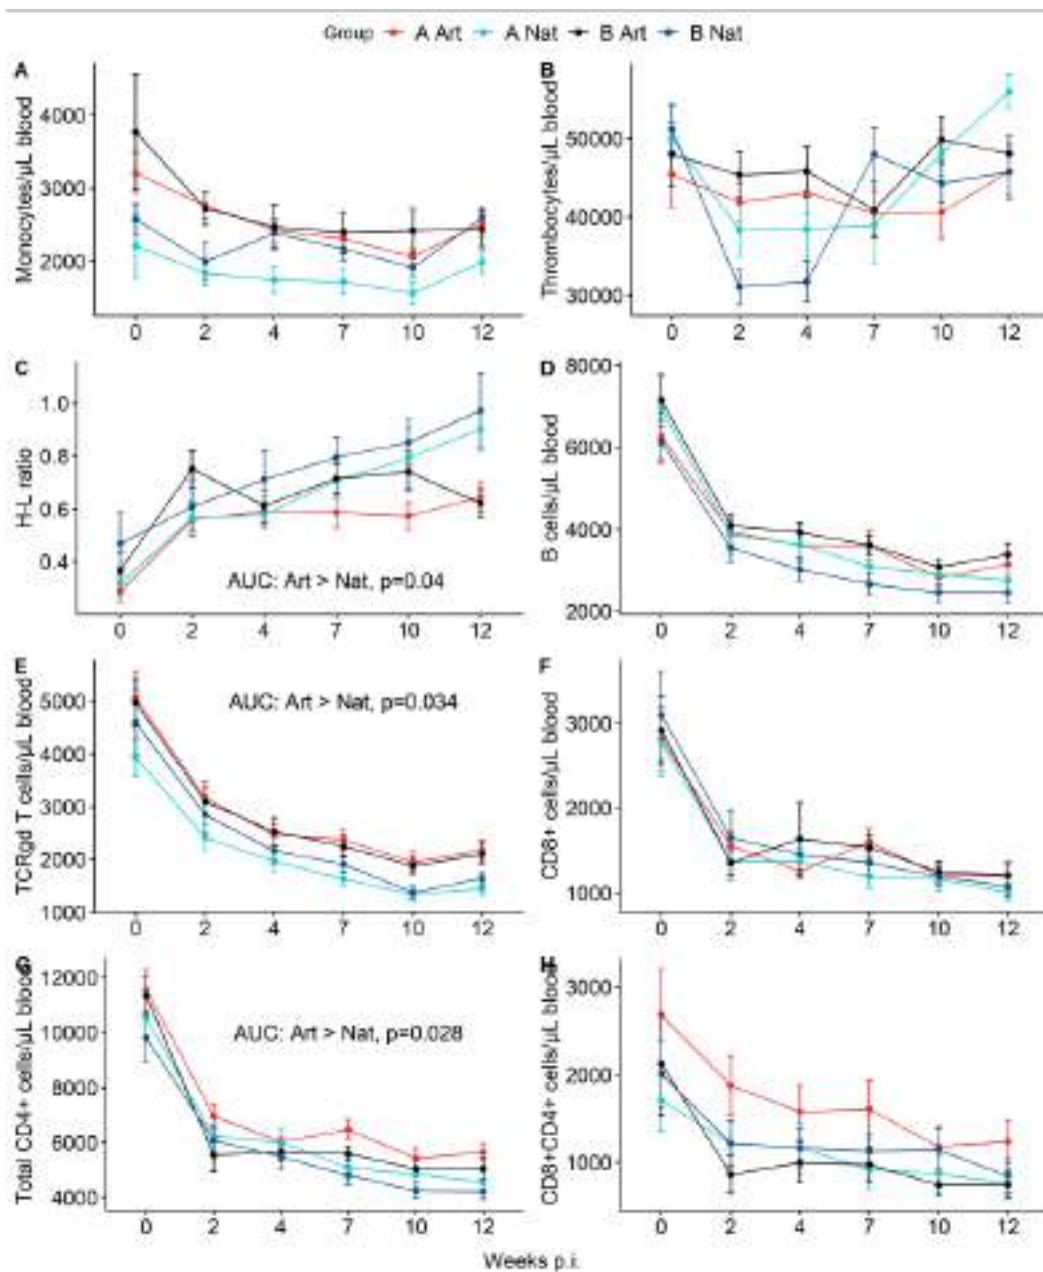 Group A Art A Nat B Art B Nat
A
Monocytes/µL blood
4000
3000
2000
0 2 4 7 10 12
B
Thrombocytes/µL blood
50000
40000
30000
0 2 4 7 10 12
C
H-L ratio
1.0
0.8
0.6
0.4
AUC: Art > Nat, p=0.04
0 2 4 7 10 12
D
B cells/µL blood
8000
6000
4000
2000
0 2 4 7 10 12
E
TCRgd T cells/µL blood
5000
4000
3000
2000
1000
AUC: Art > Nat, p=0.034
0 2 4 7 10 12
F
CD8+ cells/µL blood
3000
2000
1000
0 2 4 7 10 12
G
Total CD4+ cells/µL blood
12000
10000
8000
6000
4000
AUC: Art > Nat, p=0.028
0 2 4 7 10 12
H
CD8+CD4+ cells/µL blood
3000
2000
1000
0 2 4 7 10 12
Weeks p.i.